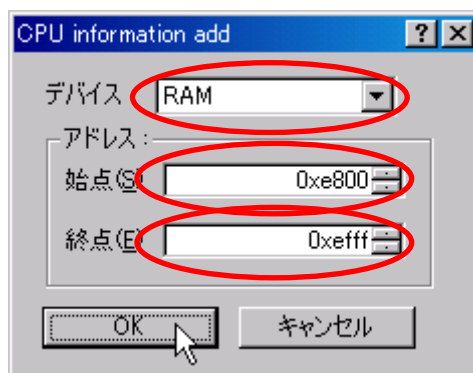 CPU information add
デバイス RAM
アドレス :
始点(S) 0xe800
終点(E) 0xefff
OK キャンセル